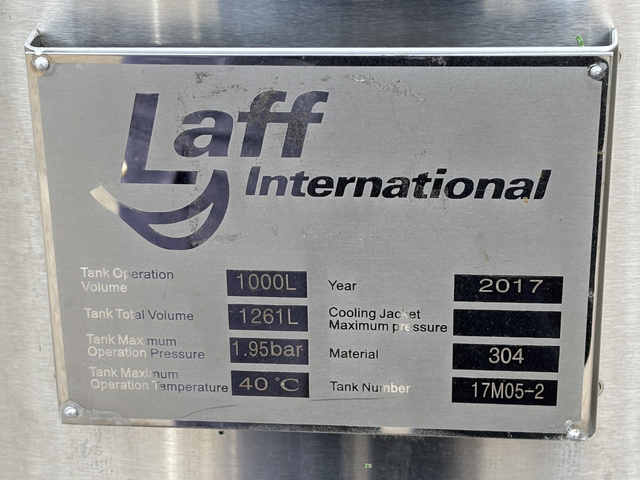 Laff
International
Tank Operation
Volume
1000L
Year
2017
Tank Total Volume
1261L
Cooling Jacket
Maximum pressure
Tank Maximum
Operation Pressure
1.95bar
Material
304
Tank Maximum
Operation Temperature
40 °C
Tank Number
17M05-2